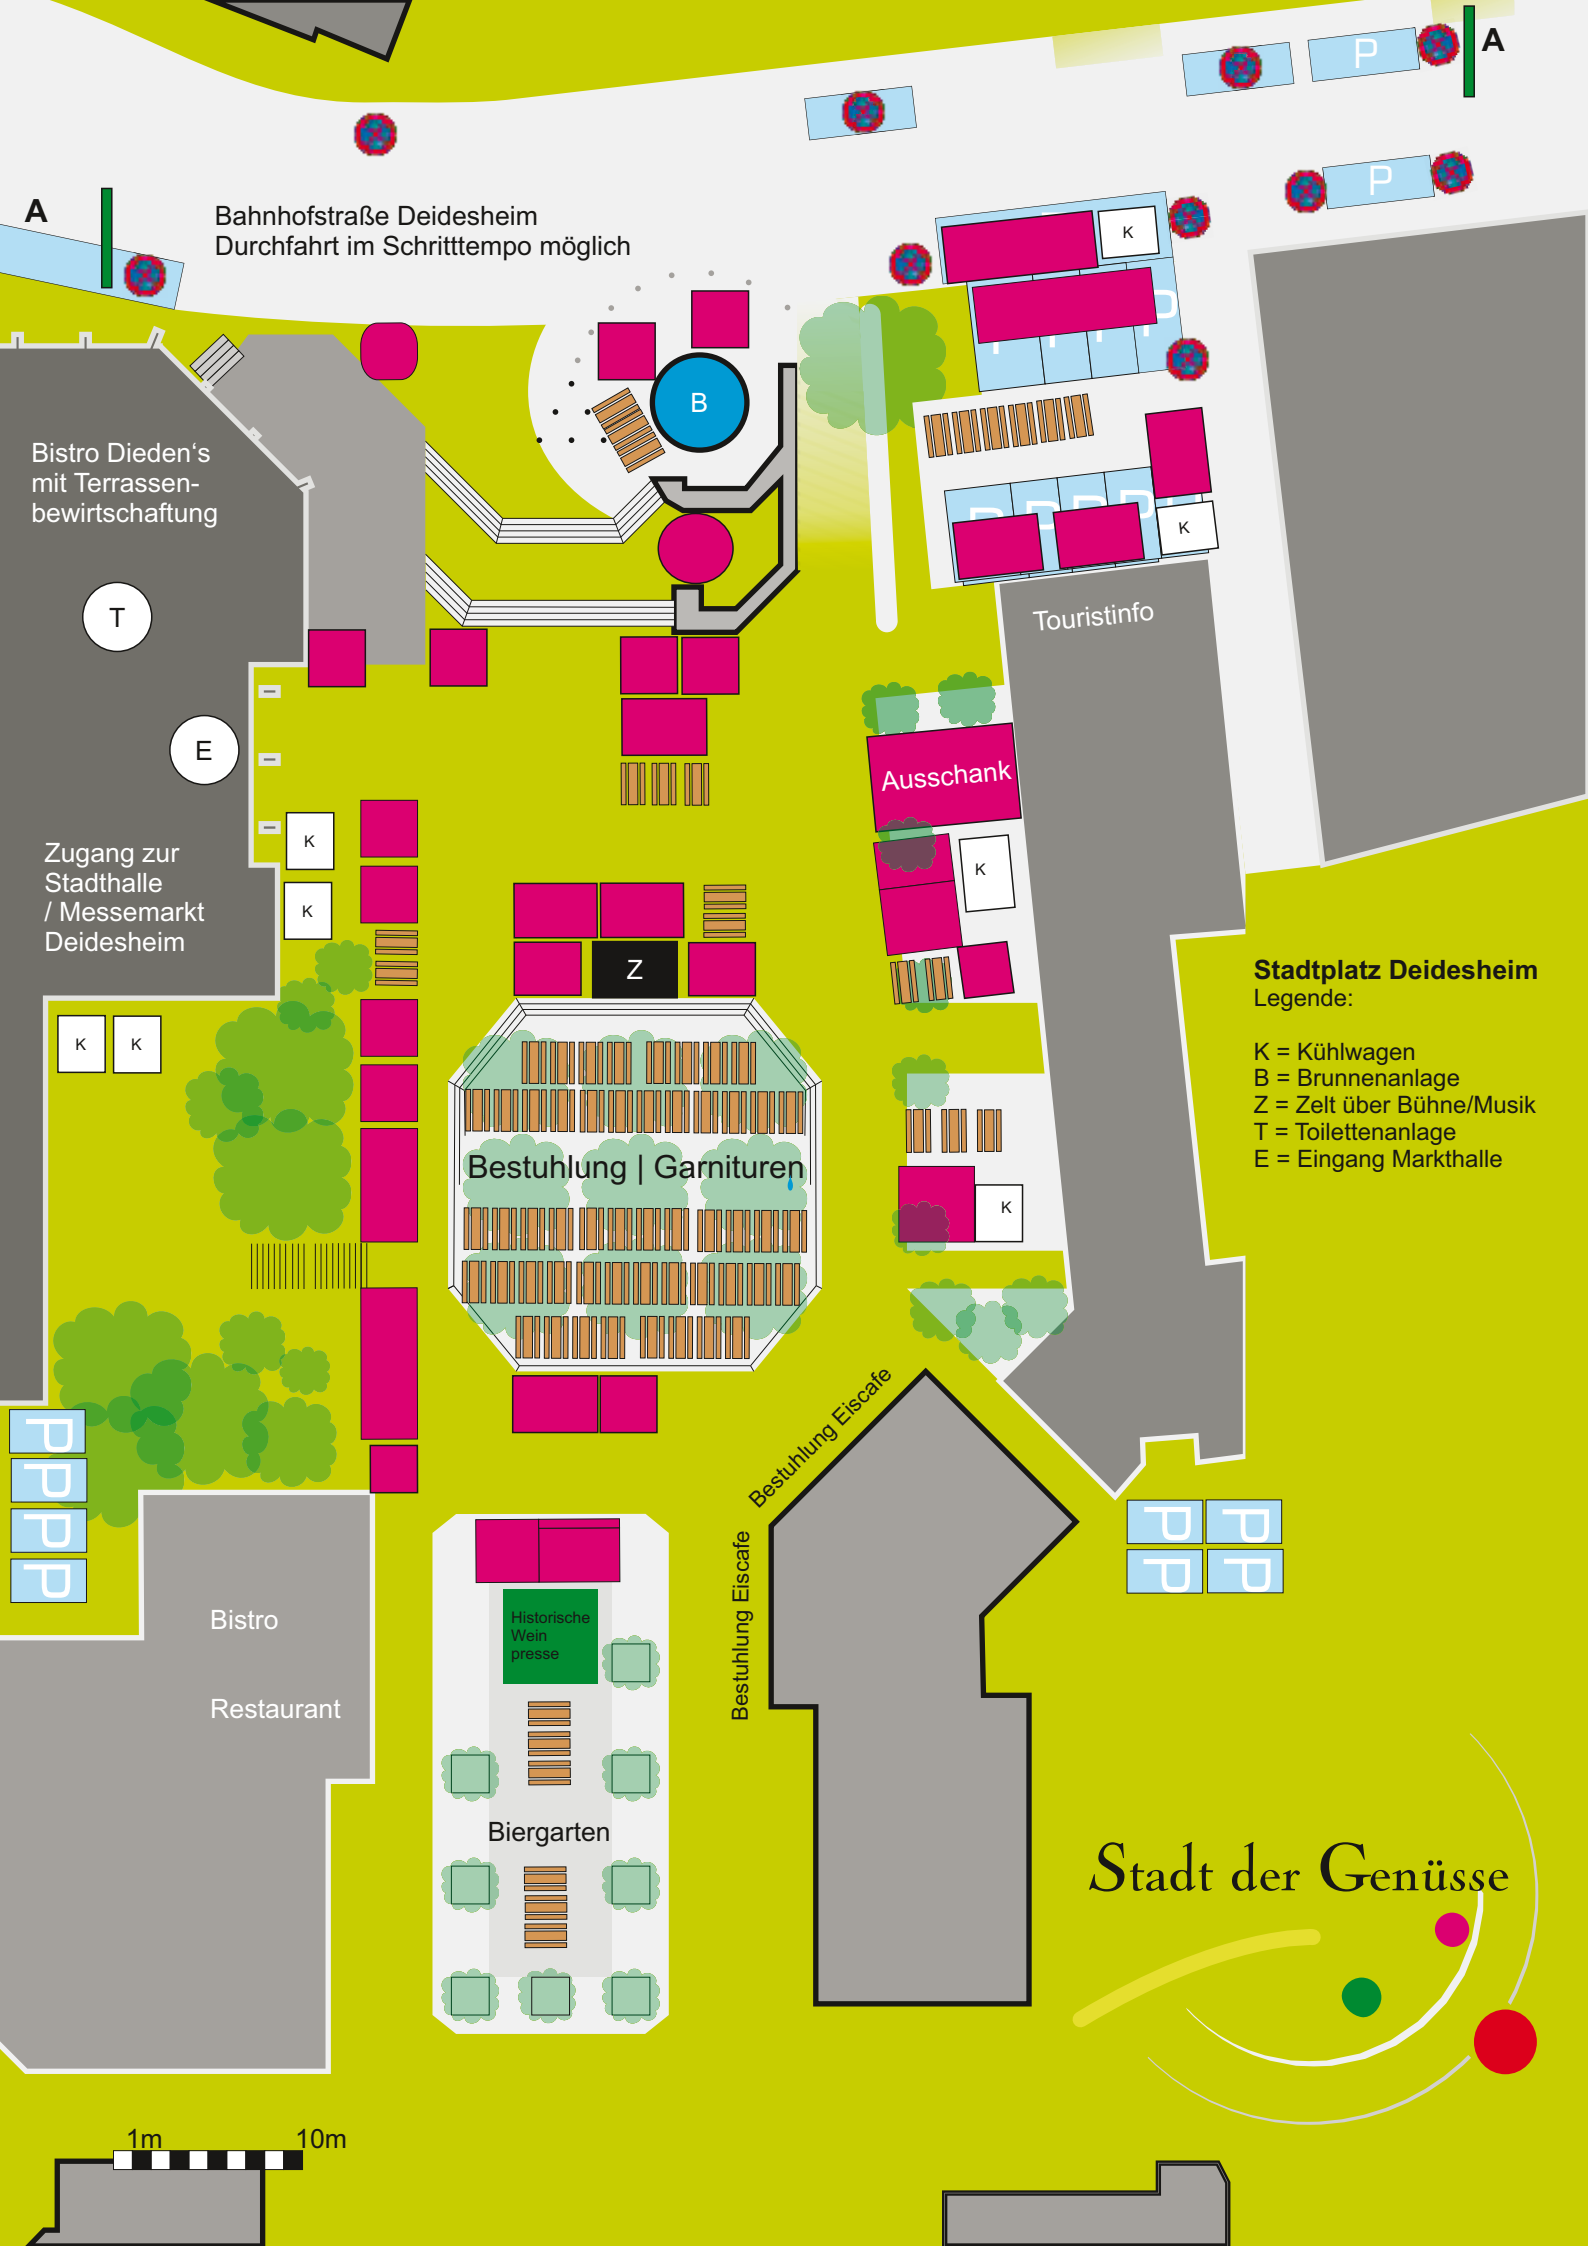 A
P
P
A
Bahnhofstraße Deidesheim
Durchfahrt im Schritttempo möglich
K
P
P
P
P
B
Bistro Dieden‘s
mit Terrassen-
bewirtschaftung
P
P
P
P
K
T
Touristinfo
E
Ausschank
K
K
Zugang zur
Stadthalle
/ Messemarkt
Deidesheim
K
Z
K
K
Stadtplatz Deidesheim
Legende:
K = Kühlwagen
B = Brunnenanlage
Z = Zelt über Bühne/Musik
T = Toilettenanlage
E = Eingang Markthalle
Bestuhlung | Garnituren
K
Bestuhlung Eiscafe
Bestuhlung Eiscafe
P
P
P
P
P
P
P
P
Bistro
Restaurant
Historische
Wein
presse
Biergarten
Stadt der Genüsse
1m
10m